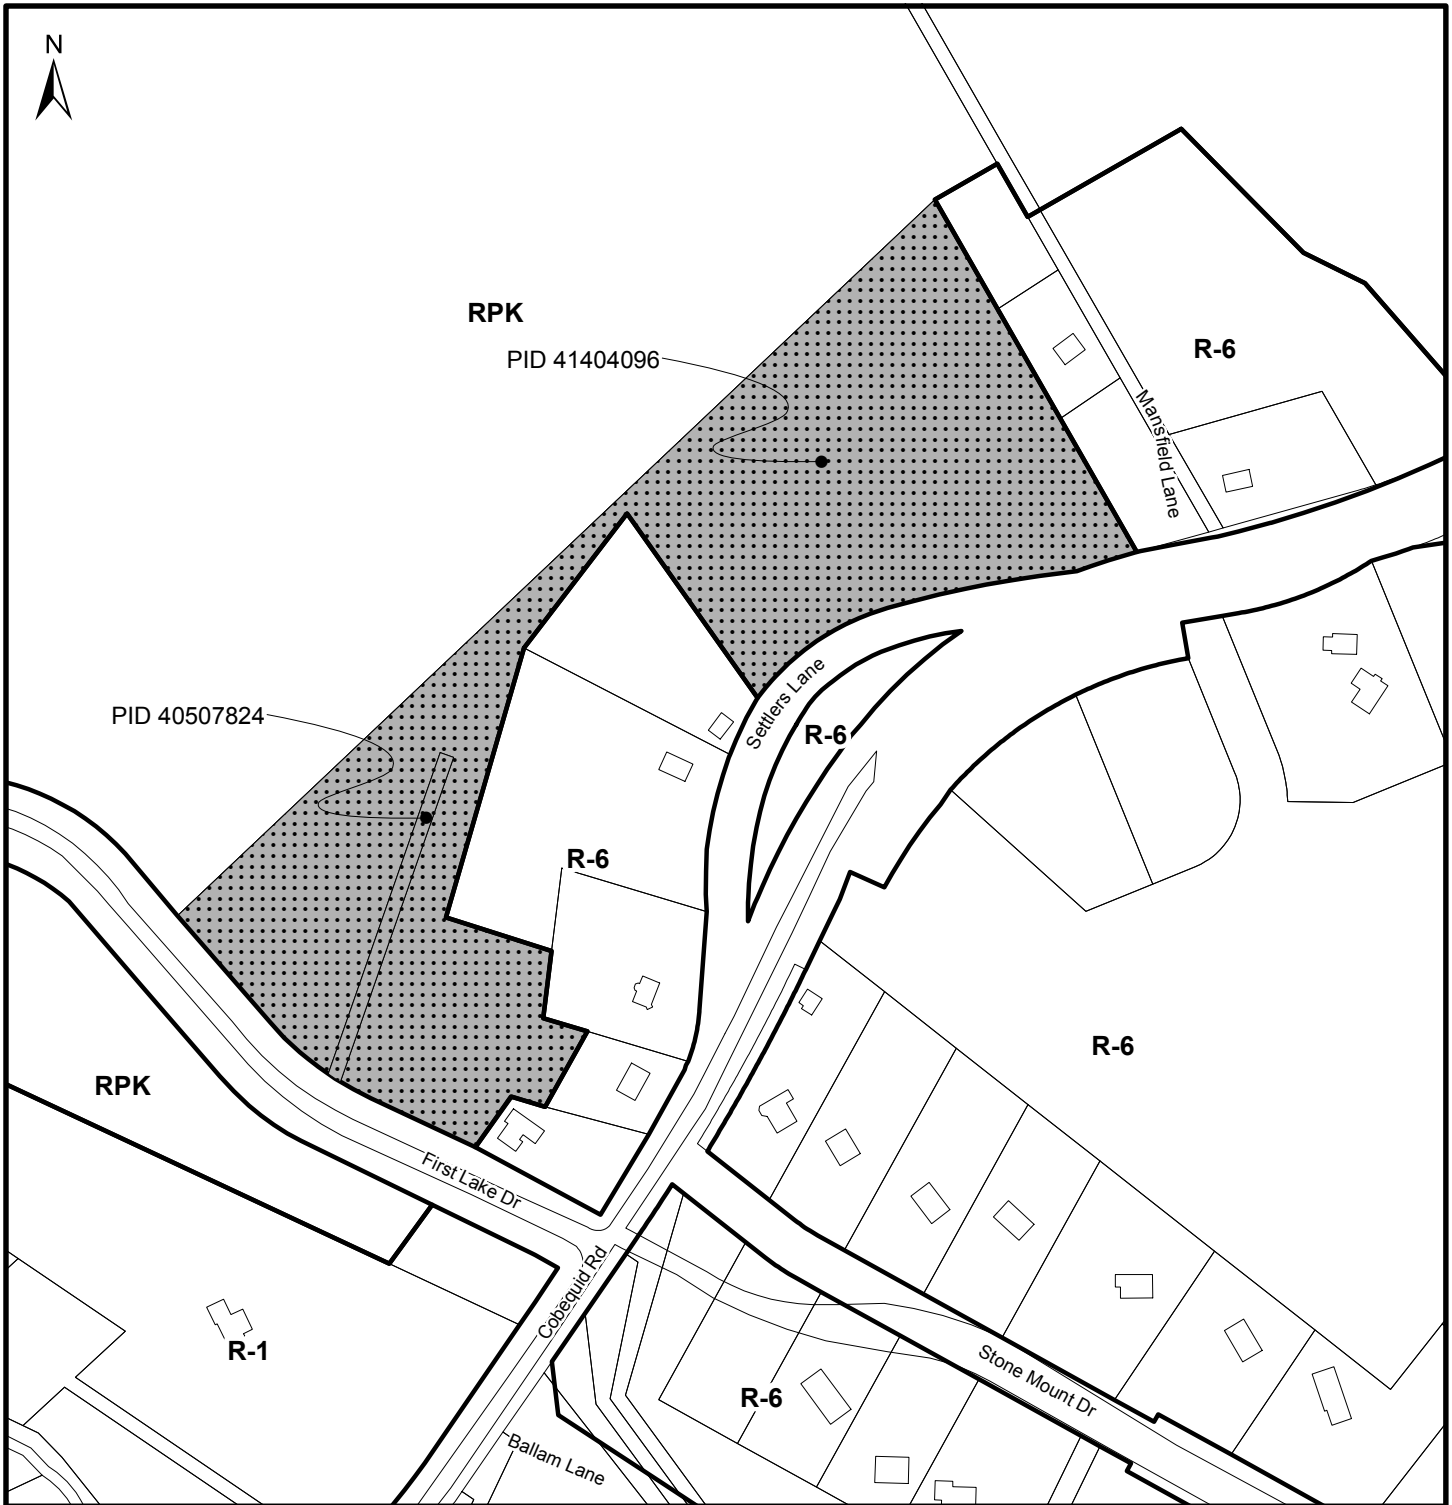 N
RPK
PID 41404096
R-6
Mansfield Lane
Settlers Lane
R-6
PID 40507824
R-6
R-6
RPK
First Lake Dr
Cobequid Rd
R-1
Stone Mount Dr
R-6
Ballam Lane